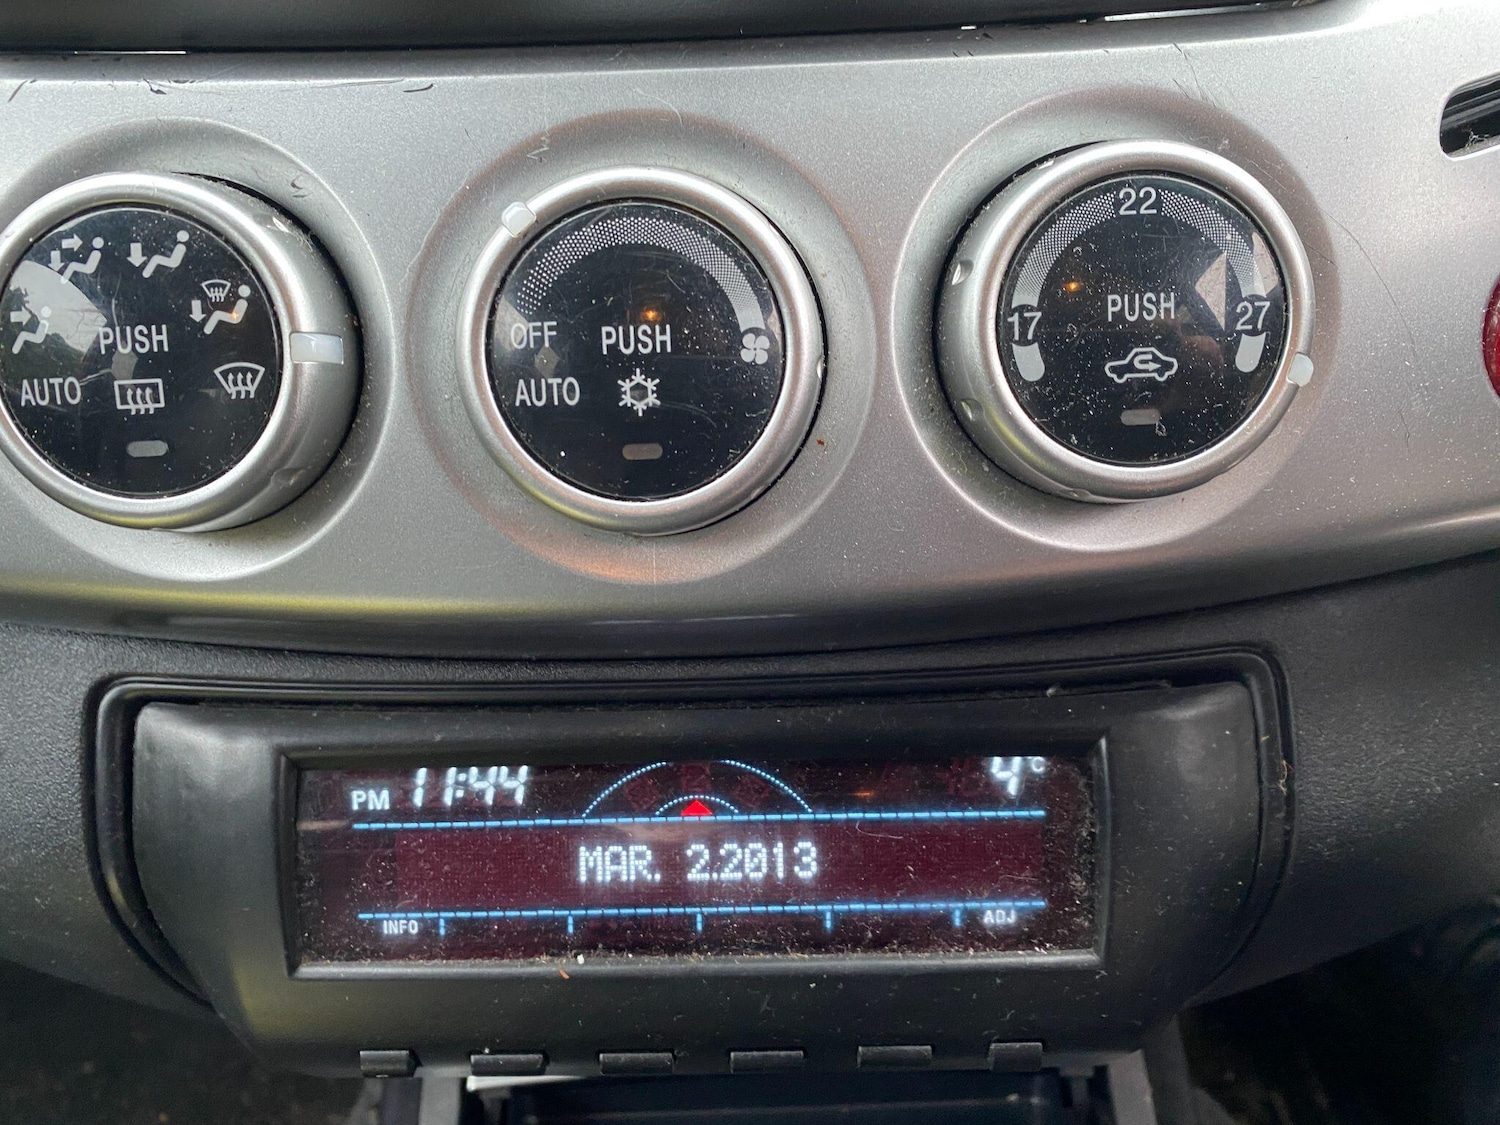 PUSH
AUTO
OFF
PUSH
AUTO
22
17
PUSH
27
PM 11:44
4°C
MAR. 2.2013
INFO
ADJ